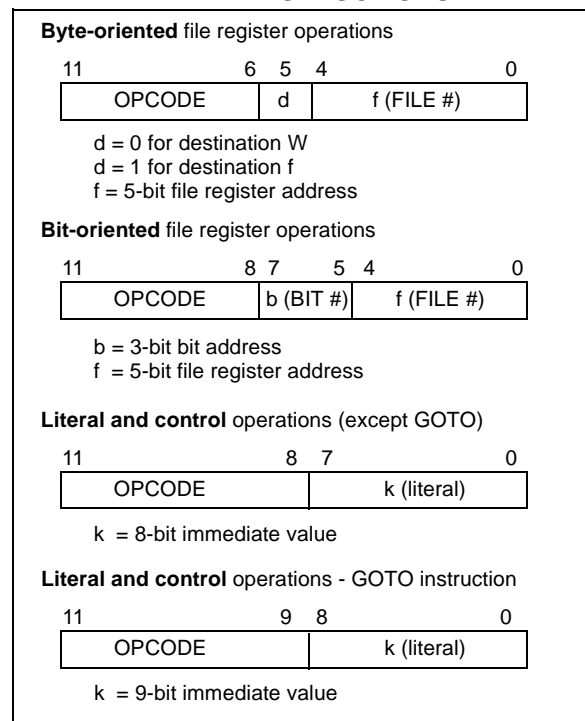 Byte-oriented file register operations
11 6 5 4 0
OPCODE d f (FILE #)
d = 0 for destination W
d = 1 for destination f
f = 5-bit file register address
Bit-oriented file register operations
11 8 7 5 4 0
OPCODE b (BIT #) f (FILE #)
b = 3-bit bit address
f = 5-bit file register address
Literal and control operations (except GOTO)
11 8 7 0
OPCODE k (literal)
k = 8-bit immediate value
Literal and control operations - GOTO instruction
11 9 8 0
OPCODE k (literal)
k = 9-bit immediate value